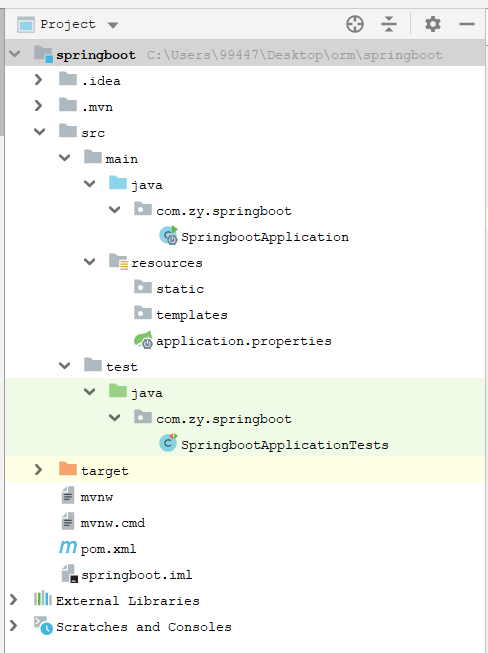 Project
springboot C:\Users\99447\Desktop\orm\springboot
.idea
.mvn
src
main
java
com.zy.springboot
SpringbootApplication
resources
static
templates
application.properties
test
java
com.zy.springboot
SpringbootApplicationTests
target
mvnw
mvnw.cmd
pom.xml
springboot.iml
External Libraries
Scratches and Consoles